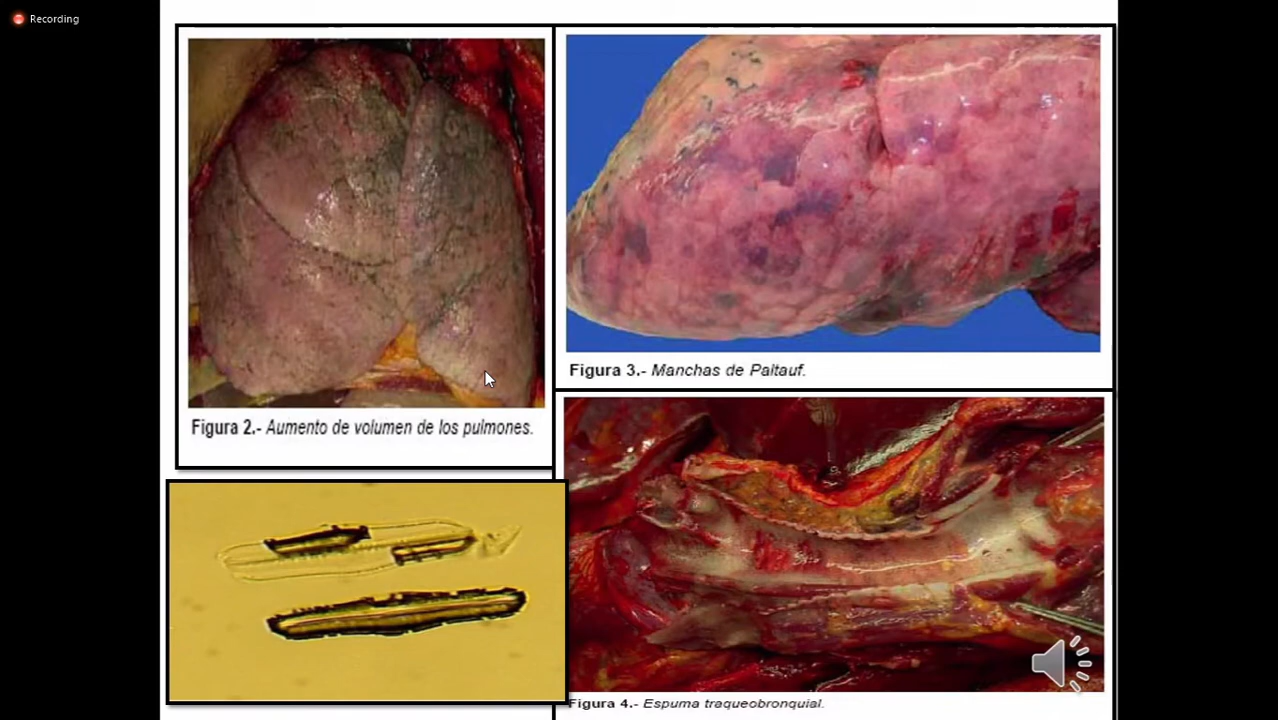 Recording
Figura 2.- Aumento de volumen de los pulmones.
Figura 3.- Manchas de Paltauf.
Figura 4.- Espuma traqueobronquial.